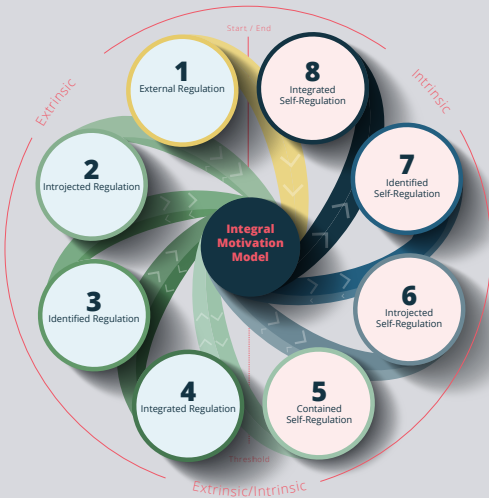 Start / End
Extrinsic
Intrinsic
1
External Regulation
8
Integrated
Self-Regulation
2
Introjected Regulation
7
Identified
Self-Regulation
Integral
Motivation
Model
3
Identified Regulation
6
Introjected
Self-Regulation
4
Integrated Regulation
5
Contained
Self-Regulation
Threshold
Extrinsic/Intrinsic